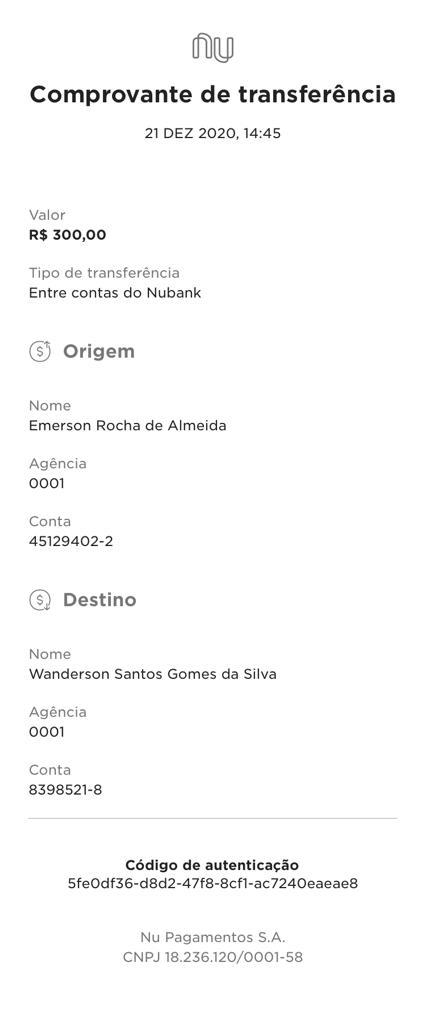 nu
Comprovante de transferência
21 DEZ 2020, 14:45
Valor
R$ 300,00
Tipo de transferência
Entre contas do Nubank
Origem
Nome
Emerson Rocha de Almeida
Agência
0001
Conta
45129402-2
Destino
Nome
Wanderson Santos Gomes da Silva
Agência
0001
Conta
8398521-8
Código de autenticação
5fe0df36-d8d2-47f8-8cf1-ac7240eaeae8
Nu Pagamentos S.A.
CNPJ 18.236.120/0001-58